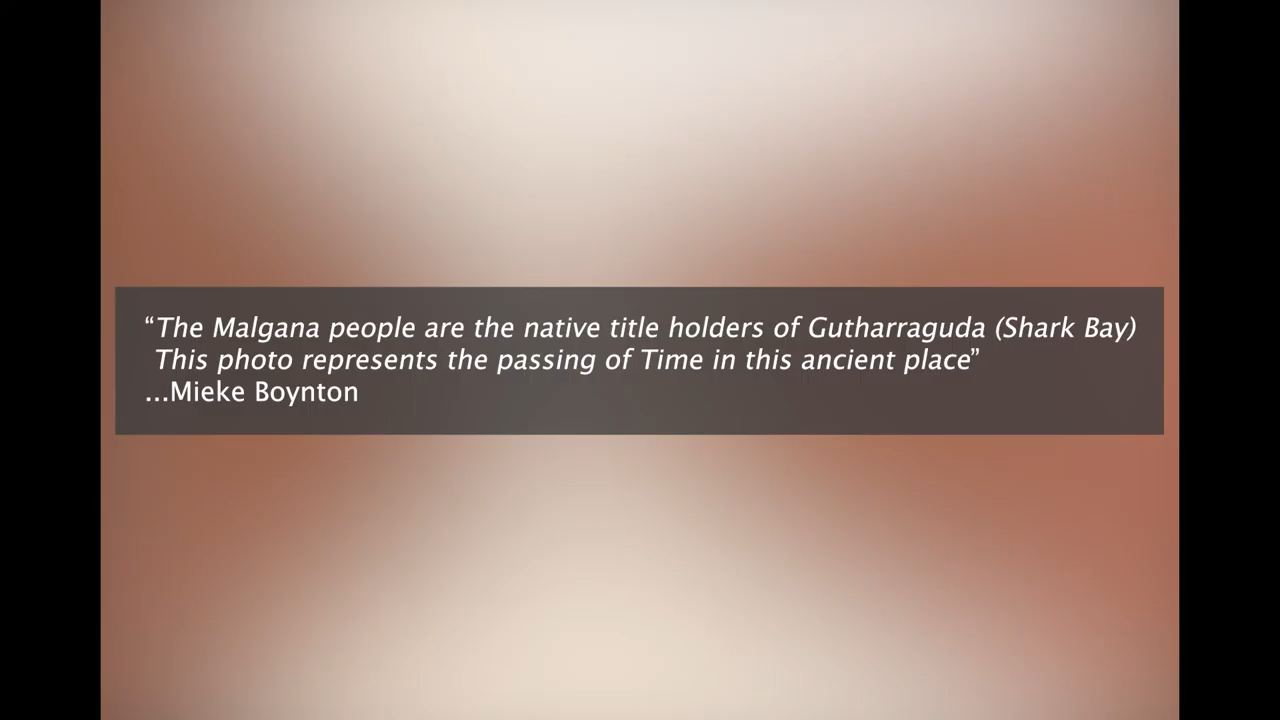 “The Malgana people are the native title holders of Gutharraguda (Shark Bay)
This photo represents the passing of Time in this ancient place”
...Mieke Boynton